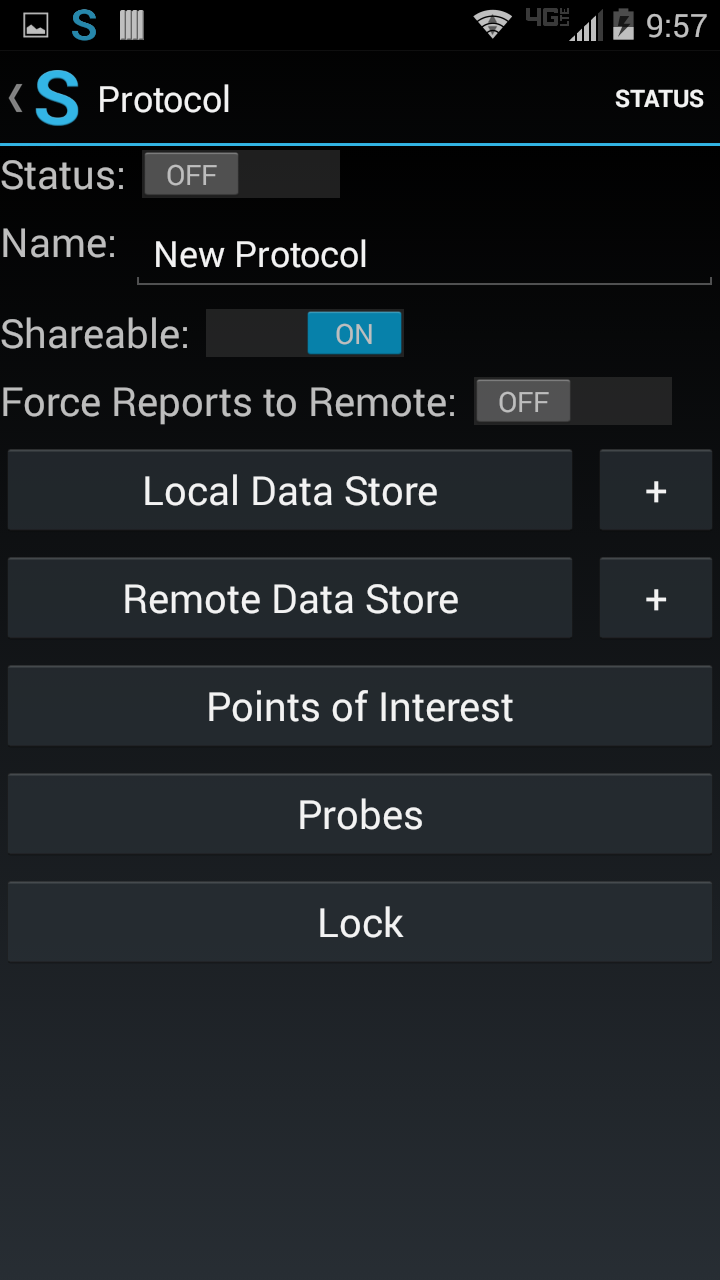 S 4G LTE 9:57
S Protocol STATUS
Status: OFF
Name: New Protocol
Shareable: ON
Force Reports to Remote: OFF
Local Data Store +
Remote Data Store +
Points of Interest
Probes
Lock